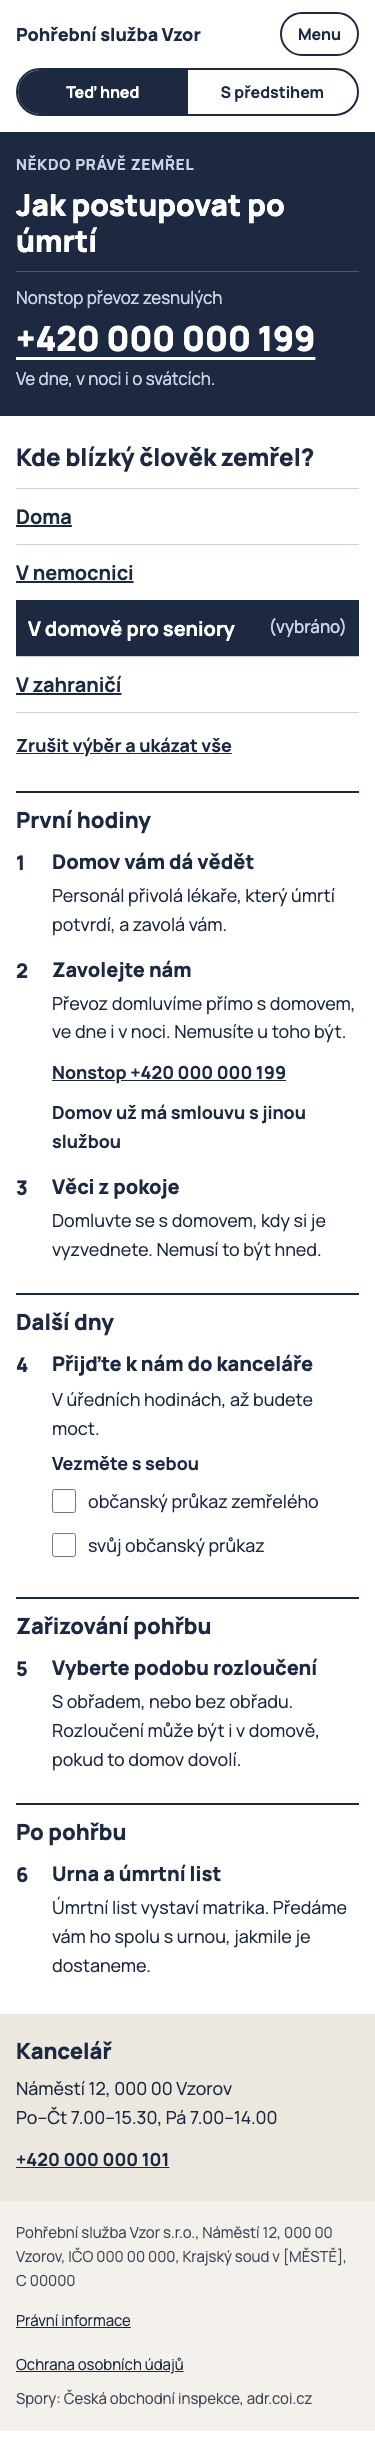 Pohřební služba Vzor
Menu
Teď hned
S předstihem
NĚKDO PRÁVĚ ZEMŘEL
Jak postupovat po
úmrtí
Nonstop převoz zesnulých
+420 000 000 199
Ve dne, v noci i o svátcích.
Kde blízký člověk zemřel?
Doma
V nemocnici
V domově pro seniory
(vybráno)
V zahraničí
Zrušit výběr a ukázat vše
První hodiny
1 Domov vám dá vědět
Personál přivolá lékaře, který úmrtí
potvrdí, a zavolá vám.
2 Zavolejte nám
Převoz domluvíme přímo s domovem,
ve dne i v noci. Nemusíte u toho být.
Nonstop +420 000 000 199
Domov už má smlouvu s jinou
službou
3 Věci z pokoje
Domluvte se s domovem, kdy si je
vyzvednete. Nemusí to být hned.
Další dny
4 Přijďte k nám do kanceláře
V úředních hodinách, až budete
moct.
Vezměte s sebou
občanský průkaz zemřelého
svůj občanský průkaz
Zařizování pohřbu
5 Vyberte podobu rozloučení
S obřadem, nebo bez obřadu.
Rozloučení může být i v domově,
pokud to domov dovolí.
Po pohřbu
6 Urna a úmrtní list
Úmrtní list vystaví matrika. Předáme
vám ho spolu s urnou, jakmile je
dostaneme.
Kancelář
Náměstí 12, 000 00 Vzorov
Po–Čt 7.00–15.30, Pá 7.00–14.00
+420 000 000 101
Pohřební služba Vzor s.r.o., Náměstí 12, 000 00
Vzorov, IČO 000 00 000, Krajský soud v [MĚSTĚ],
C 00000
Právní informace
Ochrana osobních údajů
Spory: Česká obchodní inspekce, adr.coi.cz